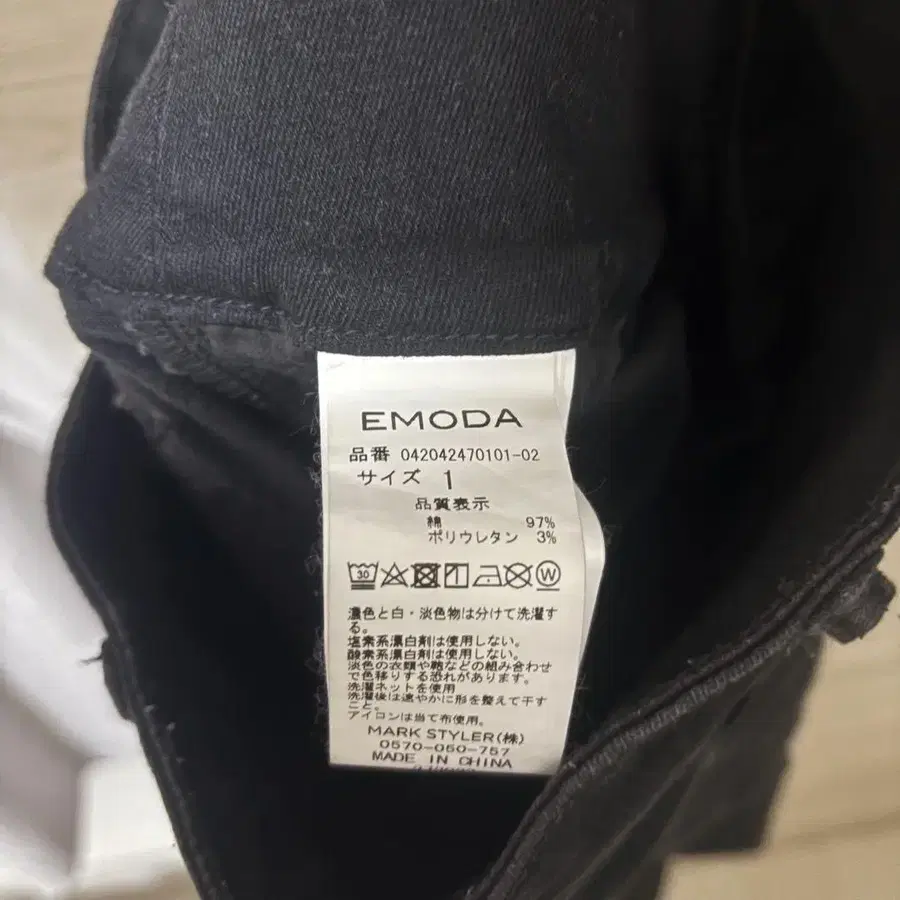 EMODA
品番 042042470101-02
サイズ 1
品質表示
綿 97%
ポリウレタン 3%
30 W
濃色と白・淡色物は分けて洗濯す
る。
塩素系漂白剤は使用しない。
酸素系漂白剤は使用しない。
淡色の衣類や鞄などの組み合わせ
で色移りする恐れがあります。
洗濯ネットを使用
洗濯後は速やかに形を整えて干す
こと。
アイロンは当て布使用。
MARK STYLER(株)
0570-050-757
MADE IN CHINA